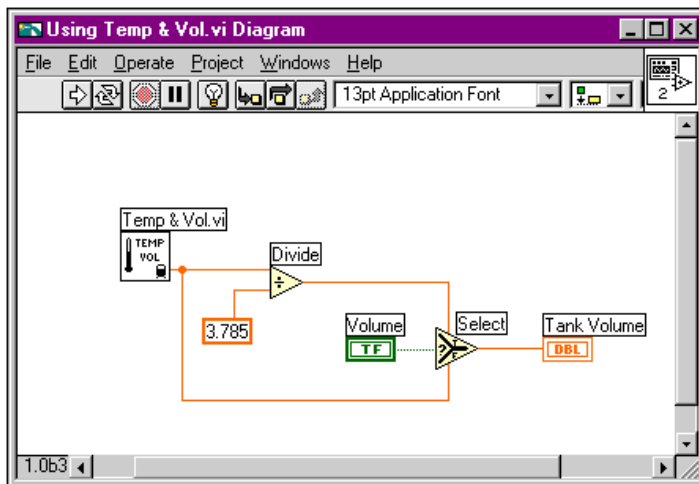 Using Temp & Vol.vi Diagram
File Edit Operate Project Windows Help
13pt Application Font
2
Temp & Vol.vi
TEMP
VOL
Divide
÷
3.785
Volume
TF
Select
?
T
F
Tank Volume
DBL
1.0b3